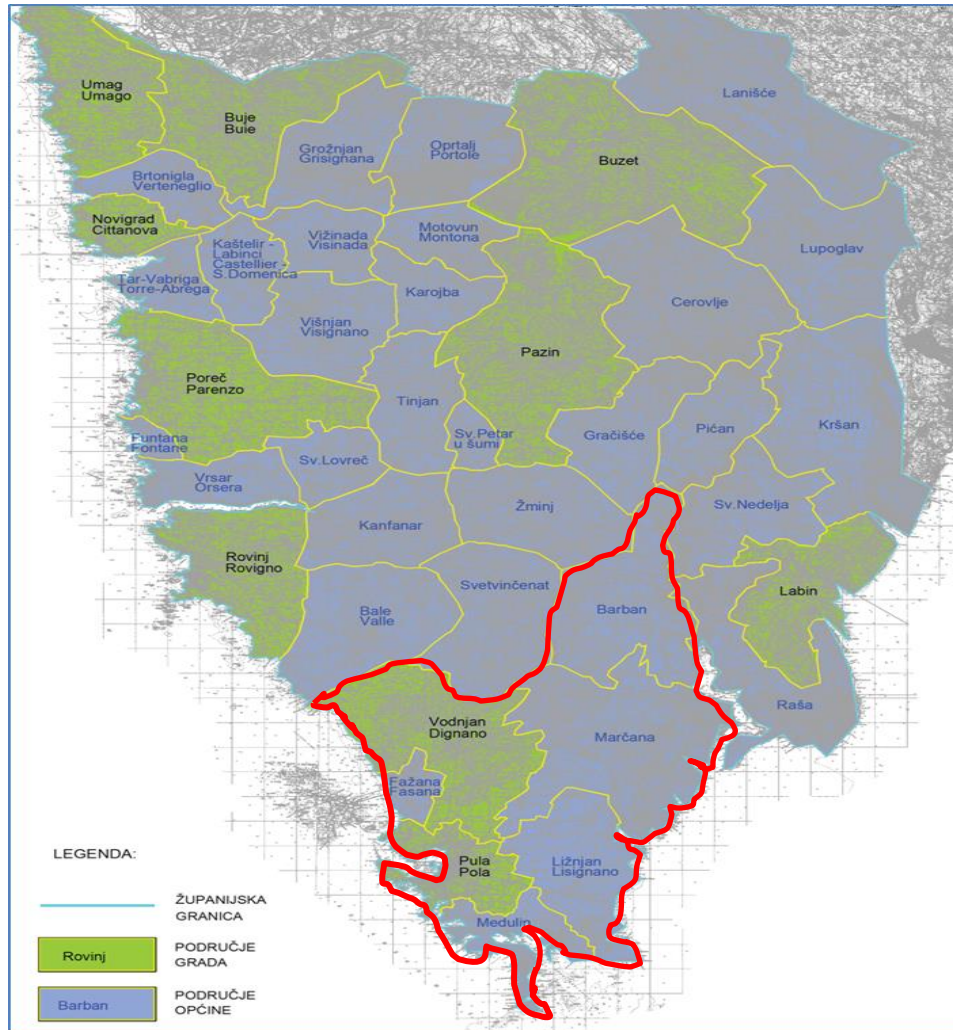 Umag
Umago
Buje
Buie
Grožnjan
Grisignana
Oprtalj
Portole
Buzet
Lanišće
Brtonigla
Verteneglio
Novigrad
Cittanova
Kaštelir -
Labinci
Castellier -
S.Domenica
Vižinada
Visinada
Motovun
Montona
Lupoglav
Tar-Vabriga
Torre-Abrega
Karojba
Cerovlje
Višnjan
Visignano
Pazin
Poreč
Parenzo
Tinjan
Sv.Petar
u šumi
Gračišće
Pićan
Kršan
Funtana
Fontane
Vrsar
Orsera
Sv.Lovreč
Kanfanar
Žminj
Sv.Nedelja
Rovinj
Rovigno
Bale
Valle
Svetvinčenat
Barban
Labin
Raša
Vodnjan
Dignano
Marčana
Fažana
Fasana
Pula
Pola
Ližnjan
Lisignano
Medulin
LEGENDA:
ŽUPANIJSKA
GRANICA
Rovinj
PODRUČJE
GRADA
Barban
PODRUČJE
OPĆINE